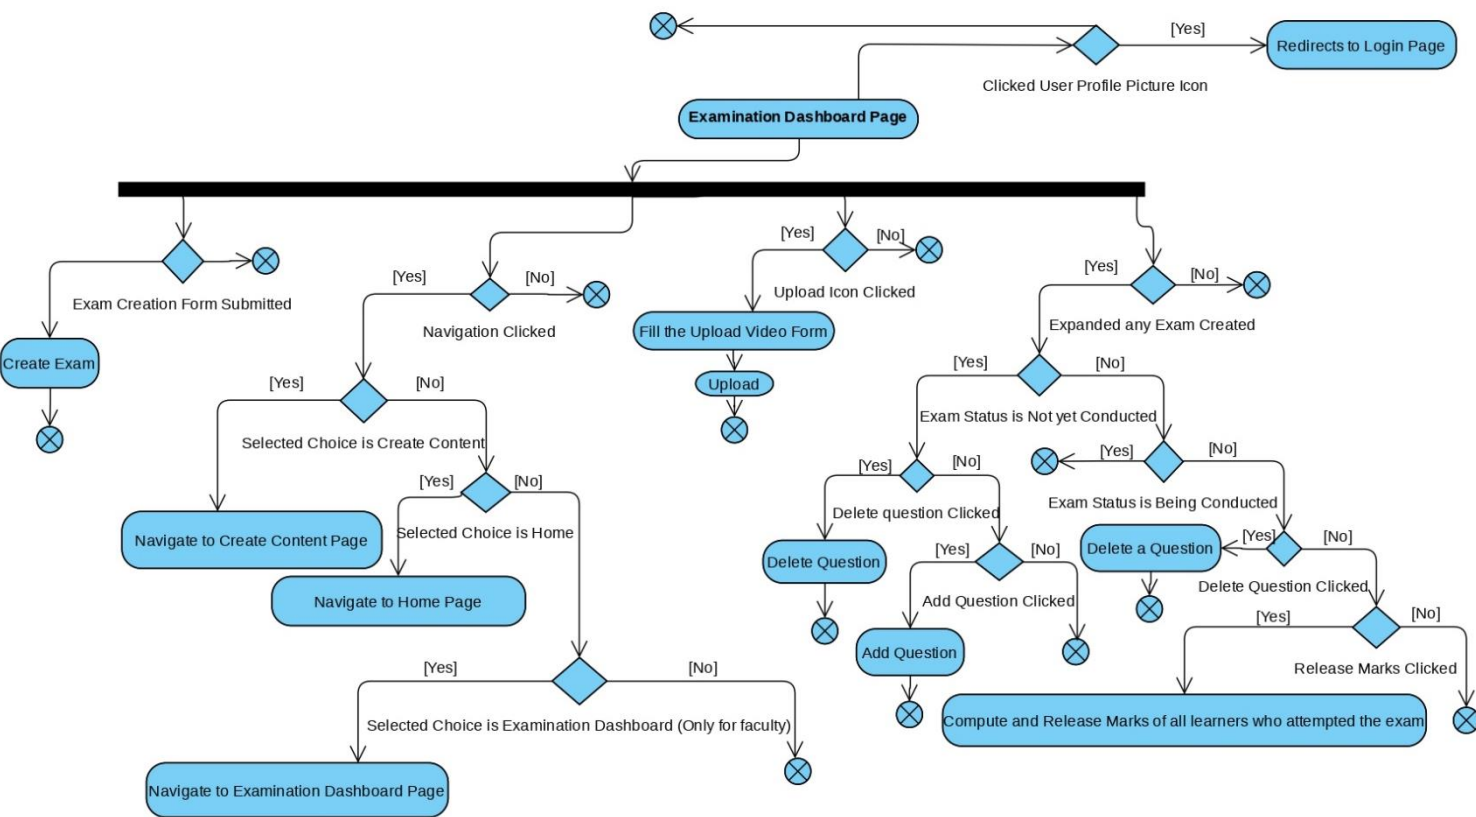 [Yes]
Redirects to Login Page
Clicked User Profile Picture Icon
Examination Dashboard Page
[Yes]
[No]
Exam Creation Form Submitted
Create Exam
[Yes]
[No]
Navigation Clicked
Upload Icon Clicked
Fill the Upload Video Form
Upload
[Yes]
[No]
Expanded any Exam Created
[Yes]
[No]
Selected Choice is Create Content
[Yes]
[No]
Exam Status is Not yet Conducted
[Yes]
[No]
Selected Choice is Home
Navigate to Create Content Page
Navigate to Home Page
[Yes]
[No]
Delete question Clicked
Delete Question
[Yes]
[No]
Exam Status is Being Conducted
[Yes]
[No]
Add Question Clicked
Add Question
Delete a Question
[Yes]
[No]
Delete Question Clicked
[Yes]
[No]
Release Marks Clicked
Compute and Release Marks of all learners who attempted the exam
[Yes]
[No]
Selected Choice is Examination Dashboard (Only for faculty)
Navigate to Examination Dashboard Page